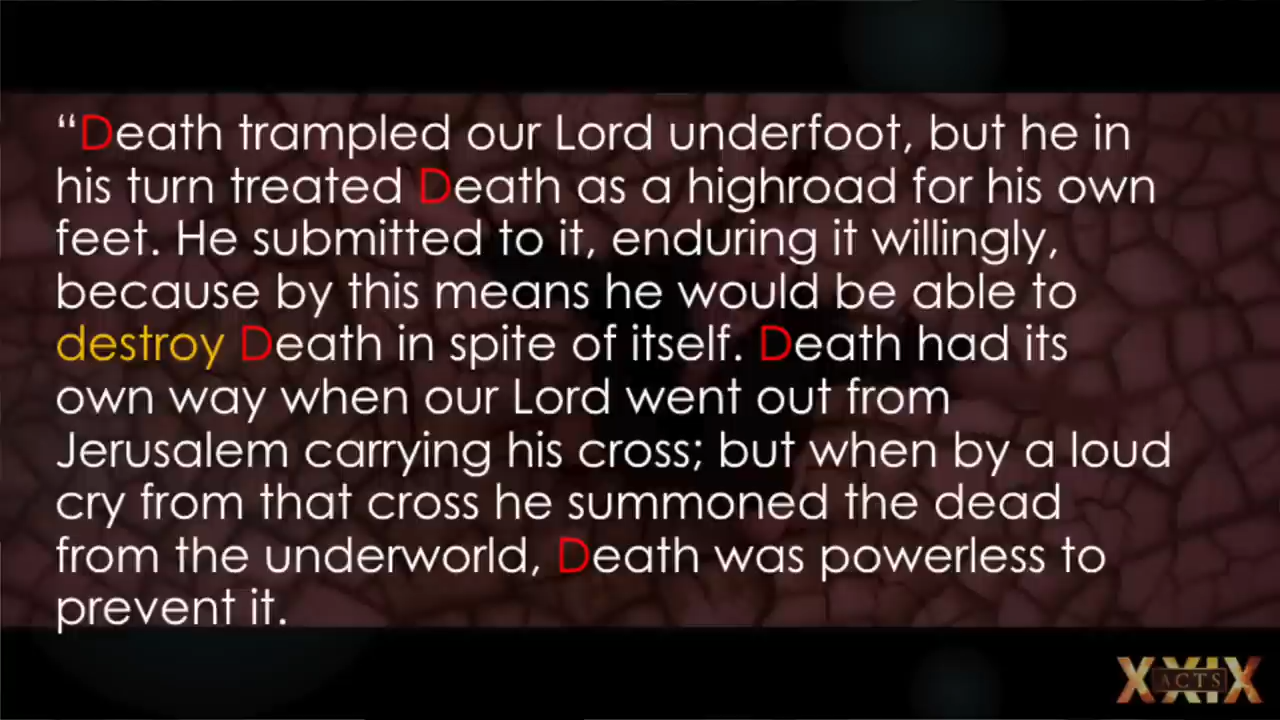 “Death trampled our Lord underfoot, but he in
his turn treated Death as a highroad for his own
feet. He submitted to it, enduring it willingly,
because by this means he would be able to
destroy Death in spite of itself. Death had its
own way when our Lord went out from
Jerusalem carrying his cross; but when by a loud
cry from that cross he summoned the dead
from the underworld, Death was powerless to
prevent it.
XXIX
ACTS